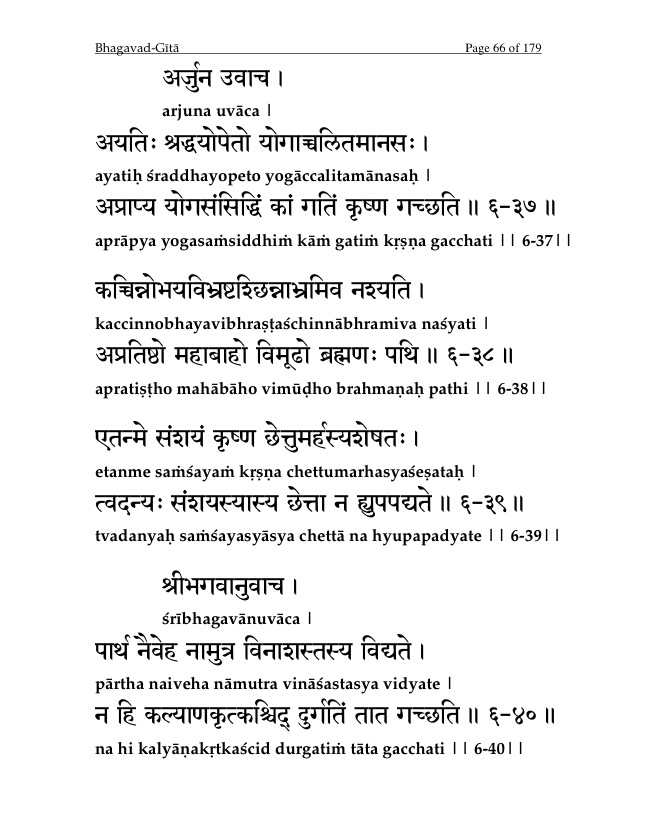 Bhagavad-Gītā Page 66 of 179
अर्जुन उवाच ।
arjuna uvāca |
अयतिः श्रद्धयोपेतो योगाच्चलितमानसः ।
ayatiḥ śraddhayopeto yogāccalitamānasaḥ |
अप्राप्य योगसंसिद्धिं कां गतिं कृष्ण गच्छति ॥ ६-३७ ॥
aprāpya yogasaṁsiddhiṁ kāṁ gatiṁ kṛṣṇa gacchati || 6-37||
कच्चिन्नोभयविभ्रष्टश्छिन्नाभ्रमिव नश्यति ।
kaccinnobhayavibhraṣṭaśchinnābhramiva naśyati |
अप्रतिष्ठो महाबाहो विमूढो ब्रह्मणः पथि ॥ ६-३८ ॥
apratiṣṭho mahābāho vimūḍho brahmaṇaḥ pathi || 6-38||
एतन्मे संशयं कृष्ण छेत्तुमर्हस्यशेषतः ।
etanme saṁśayaṁ kṛṣṇa chettumarhasyaśeṣataḥ |
त्वदन्यः संशयस्यास्य छेत्ता न ह्युपपद्यते ॥ ६-३९ ॥
tvadanyaḥ saṁśayasyāsya chettā na hyupapadyate || 6-39||
श्रीभगवानुवाच ।
śrībhagavānuvāca |
पार्थ नैवेह नामुत्र विनाशस्तस्य विद्यते ।
pārtha naiveha nāmutra vināśastasya vidyate |
न हि कल्याणकृत्कश्चिद् दुर्गतिं तात गच्छति ॥ ६-४० ॥
na hi kalyāṇakṛtkaścid durgatiṁ tāta gacchati || 6-40||